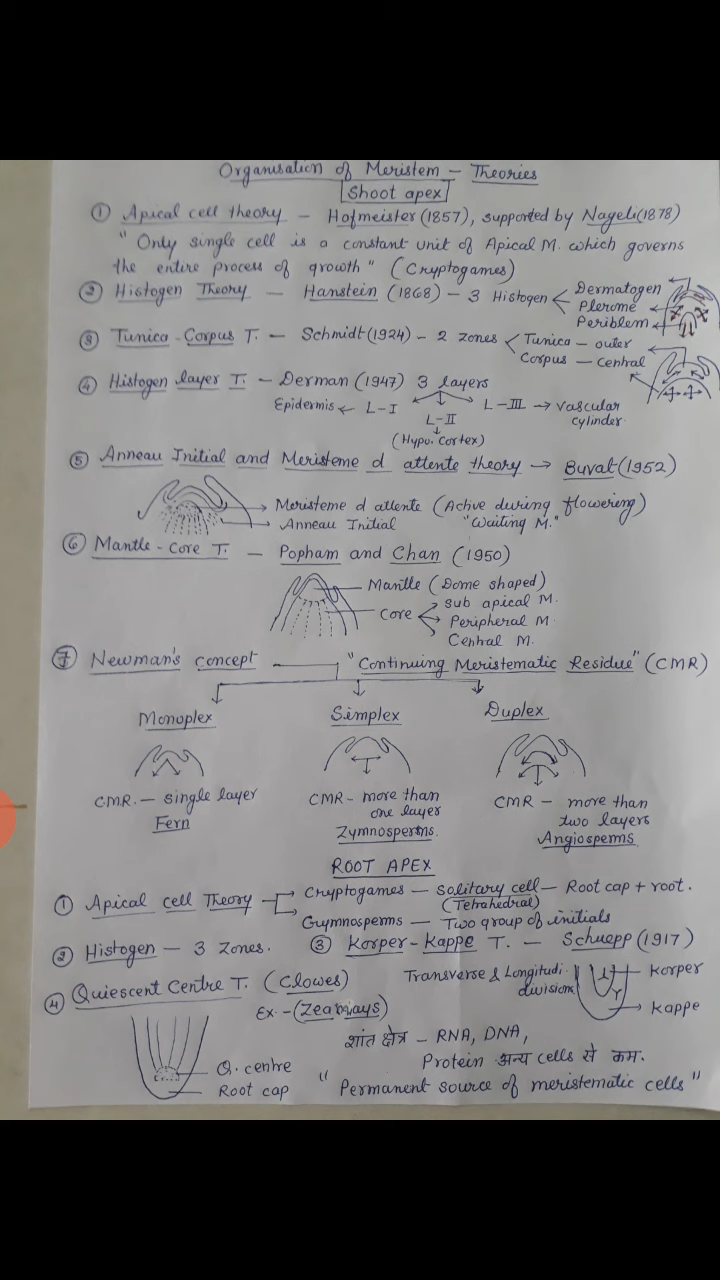 Organisation of Meristem - Theories
Shoot apex
① Apical cell theory - Hofmeister (1857), supported by Nageli (1878)
"Only single cell is a constant unit of Apical M. which governs
the entire process of growth" (Cryptogames)
② Histogen Theory - Hanstein (1868) - 3 Histogen Dermatogen
Plerome
Periblem
③ Tunica-Corpus T. - Schmidt (1924) - 2 zones Tunica - outer
Corpus - Central
④ Histogen layer T. - Derman (1947) 3 layers
Epidermis ← L-I L-III → Vascular
L-II cylinder
(Hypo. Cortex)
⑤ Anneau Initial and Meristeme d attente theory → Buvat (1952)
Meristeme d attente (Active during flowering)
Anneau Initial "Waiting M."
⑥ Mantle-Core T. - Popham and Chan (1950)
Mantle (Dome shaped)
Core Sub apical M.
Peripheral M
Central M.
⑦ Newman's concept "Continuing Meristematic Residue" (CMR)
Monoplex Simplex Duplex
CMR. - single layer CMR - more than CMR - more than
Fern one layer two layers
Zymnosperms. Angiosperms
ROOT APEX
① Apical cell Theory Cryptogames - Solitary cell - Root cap + root.
(Tetrahedral)
Gymnosperms - Two group of initials
② Histogen - 3 Zones. ③ Korper-Kappe T. - Schuepp (1917)
④ Quiescent Centre T. (Clowes) Transverse & Longitudi. Korper
division Kappe
Ex. - (Zea mays)
शांत क्षेत्र - RNA, DNA,
Protein अन्य cells से कम.
Q. centre
Root cap "Permanent source of meristematic cells"